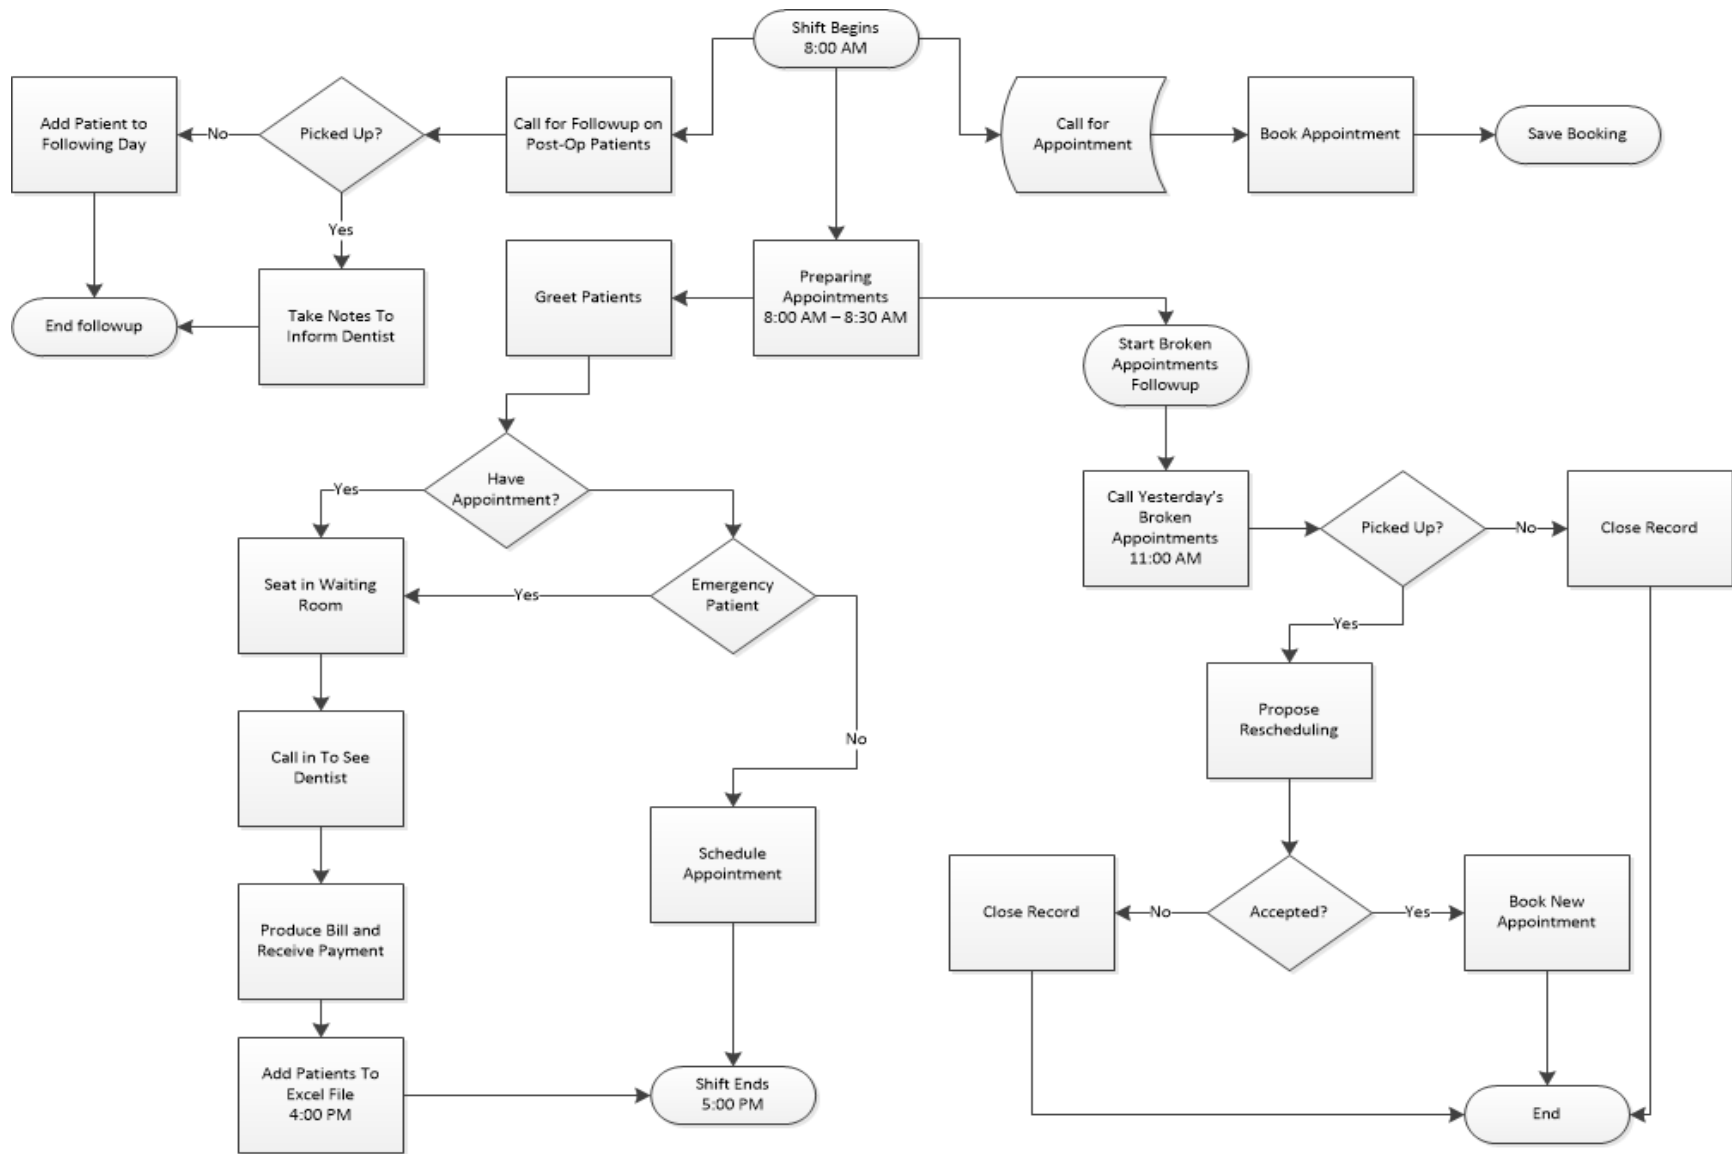 Shift Begins
8:00 AM
Add Patient to
Following Day
No
Picked Up?
Call for Followup on
Post-Op Patients
Call for
Appointment
Book Appointment
Save Booking
Yes
End followup
Take Notes To
Inform Dentist
Greet Patients
Preparing
Appointments
8:00 AM – 8:30 AM
Start Broken
Appointments
Followup
Have
Appointment?
Yes
Call Yesterday's
Broken
Appointments
11:00 AM
Picked Up?
No
Close Record
Seat in Waiting
Room
Yes
Emergency
Patient
Yes
Propose
Rescheduling
No
Call in To See
Dentist
Schedule
Appointment
Close Record
No
Accepted?
Yes
Book New
Appointment
Produce Bill and
Receive Payment
Add Patients To
Excel File
4:00 PM
Shift Ends
5:00 PM
End